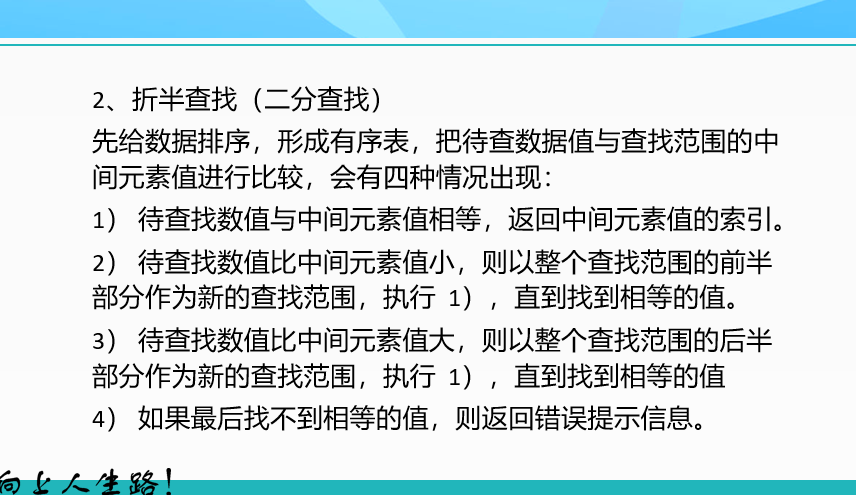 2、折半查找（二分查找）
先给数据排序，形成有序表，把待查数据值与查找范围的中
间元素值进行比较，会有四种情况出现：
1） 待查找数值与中间元素值相等，返回中间元素值的索引。
2） 待查找数值比中间元素值小，则以整个查找范围的前半
部分作为新的查找范围，执行 1），直到找到相等的值。
3） 待查找数值比中间元素值大，则以整个查找范围的后半
部分作为新的查找范围，执行 1），直到找到相等的值
4） 如果最后找不到相等的值，则返回错误提示信息。
向上人生路！